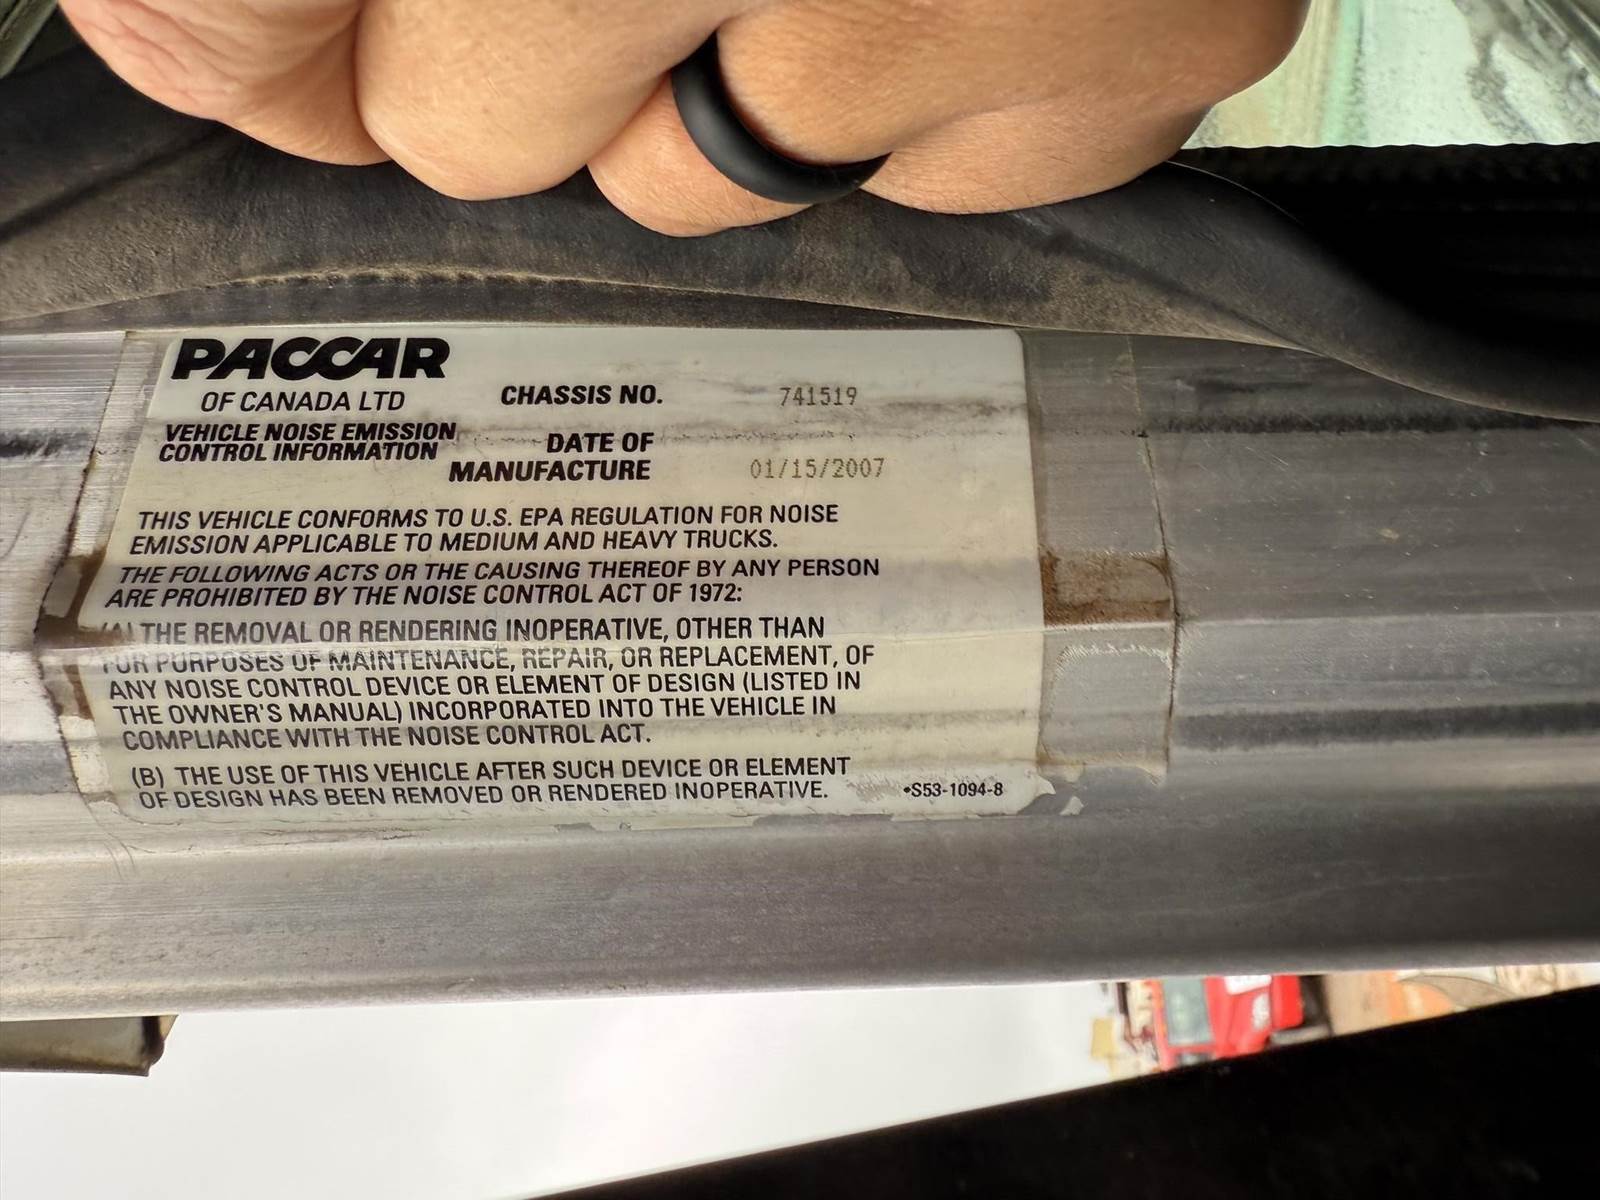 PACCAR
OF CANADA LTD
CHASSIS NO. 741519
VEHICLE NOISE EMISSION
CONTROL INFORMATION
DATE OF
MANUFACTURE 01/15/2007
THIS VEHICLE CONFORMS TO U.S. EPA REGULATION FOR NOISE
EMISSION APPLICABLE TO MEDIUM AND HEAVY TRUCKS.
THE FOLLOWING ACTS OR THE CAUSING THEREOF BY ANY PERSON
ARE PROHIBITED BY THE NOISE CONTROL ACT OF 1972:
(A) THE REMOVAL OR RENDERING INOPERATIVE, OTHER THAN
FOR PURPOSES OF MAINTENANCE, REPAIR, OR REPLACEMENT, OF
ANY NOISE CONTROL DEVICE OR ELEMENT OF DESIGN (LISTED IN
THE OWNER'S MANUAL) INCORPORATED INTO THE VEHICLE IN
COMPLIANCE WITH THE NOISE CONTROL ACT.
(B) THE USE OF THIS VEHICLE AFTER SUCH DEVICE OR ELEMENT
OF DESIGN HAS BEEN REMOVED OR RENDERED INOPERATIVE.
•S53-1094-8